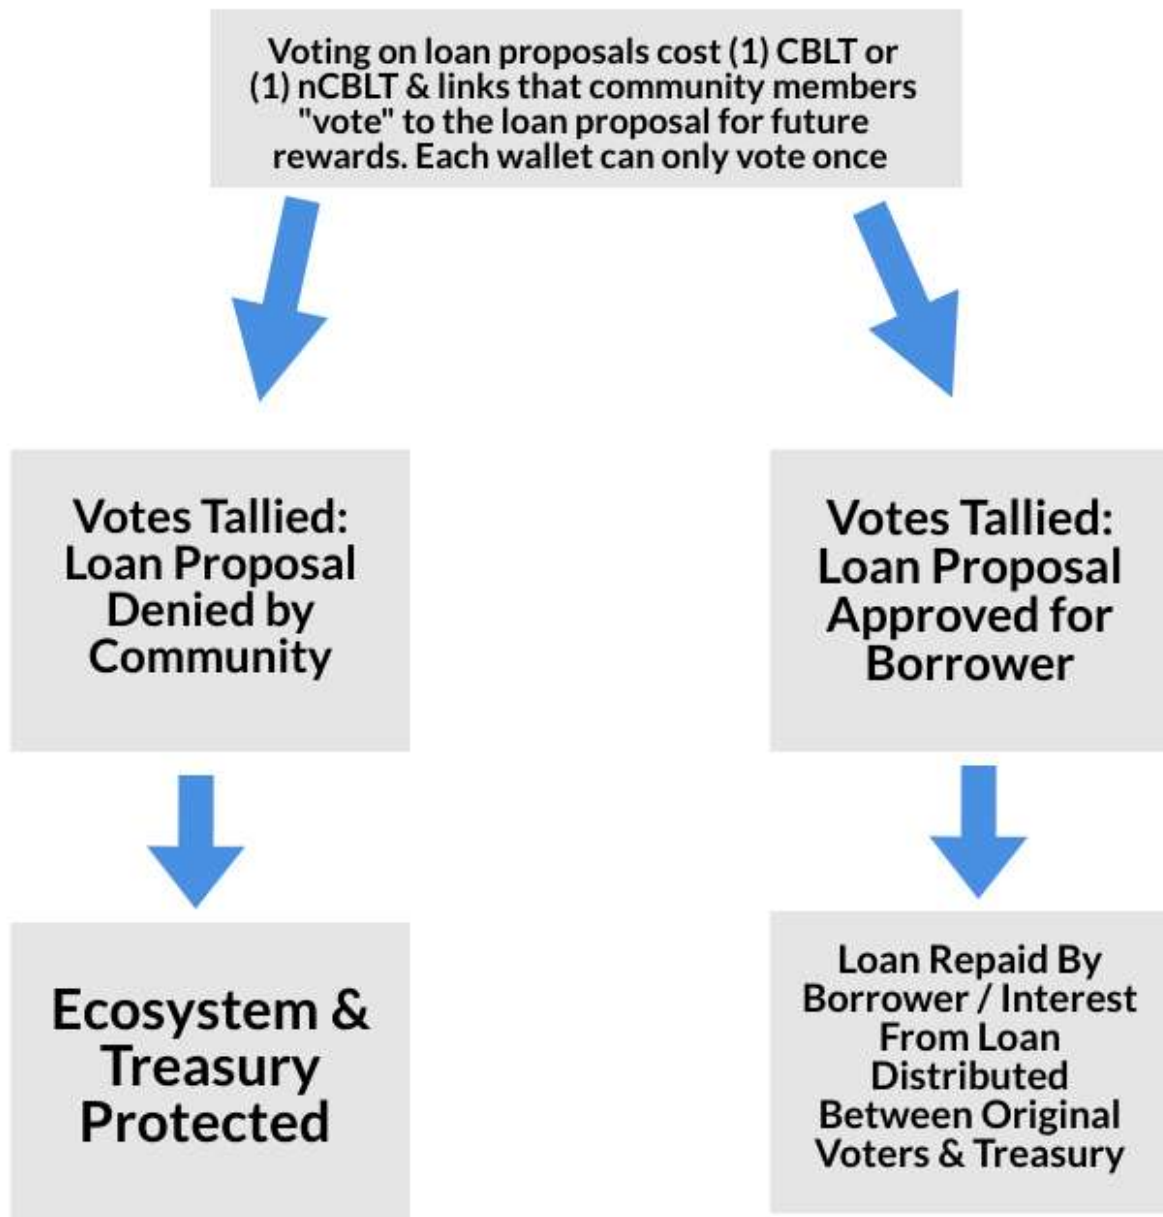 Voting on loan proposals cost (1) CBLT or
(1) nCBLT & links that community members
"vote" to the loan proposal for future
rewards. Each wallet can only vote once
Votes Tallied:
Loan Proposal
Denied by
Community
Votes Tallied:
Loan Proposal
Approved for
Borrower
Ecosystem &
Treasury
Protected
Loan Repaid By
Borrower / Interest
From Loan
Distributed
Between Original
Voters & Treasury